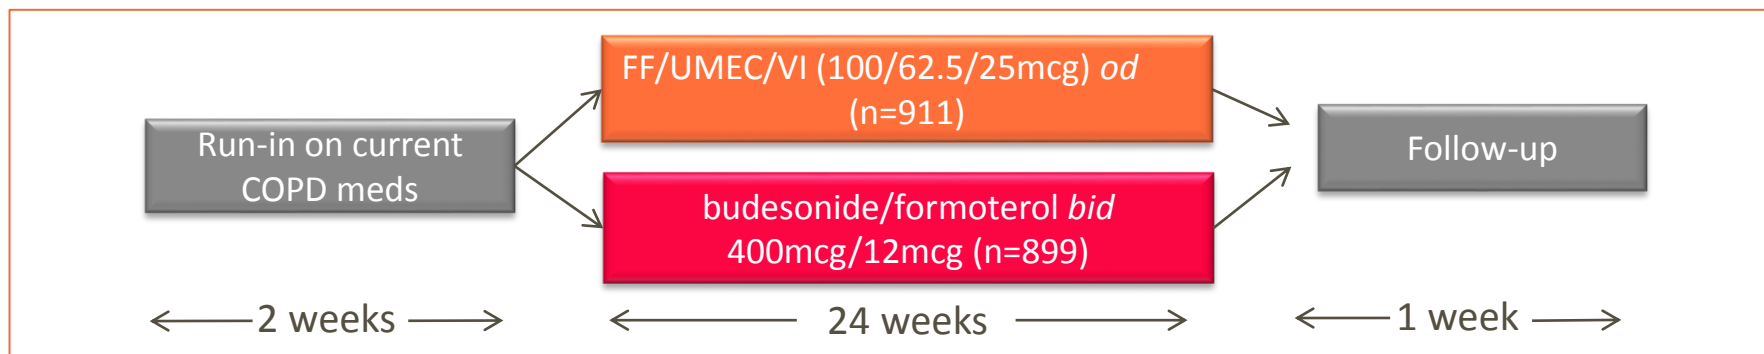 Run-in on current
COPD meds
FF/UMEC/VI (100/62.5/25mcg) od
(n=911)
budesonide/formoterol bid
400mcg/12mcg (n=899)
Follow-up
2 weeks
24 weeks
1 week